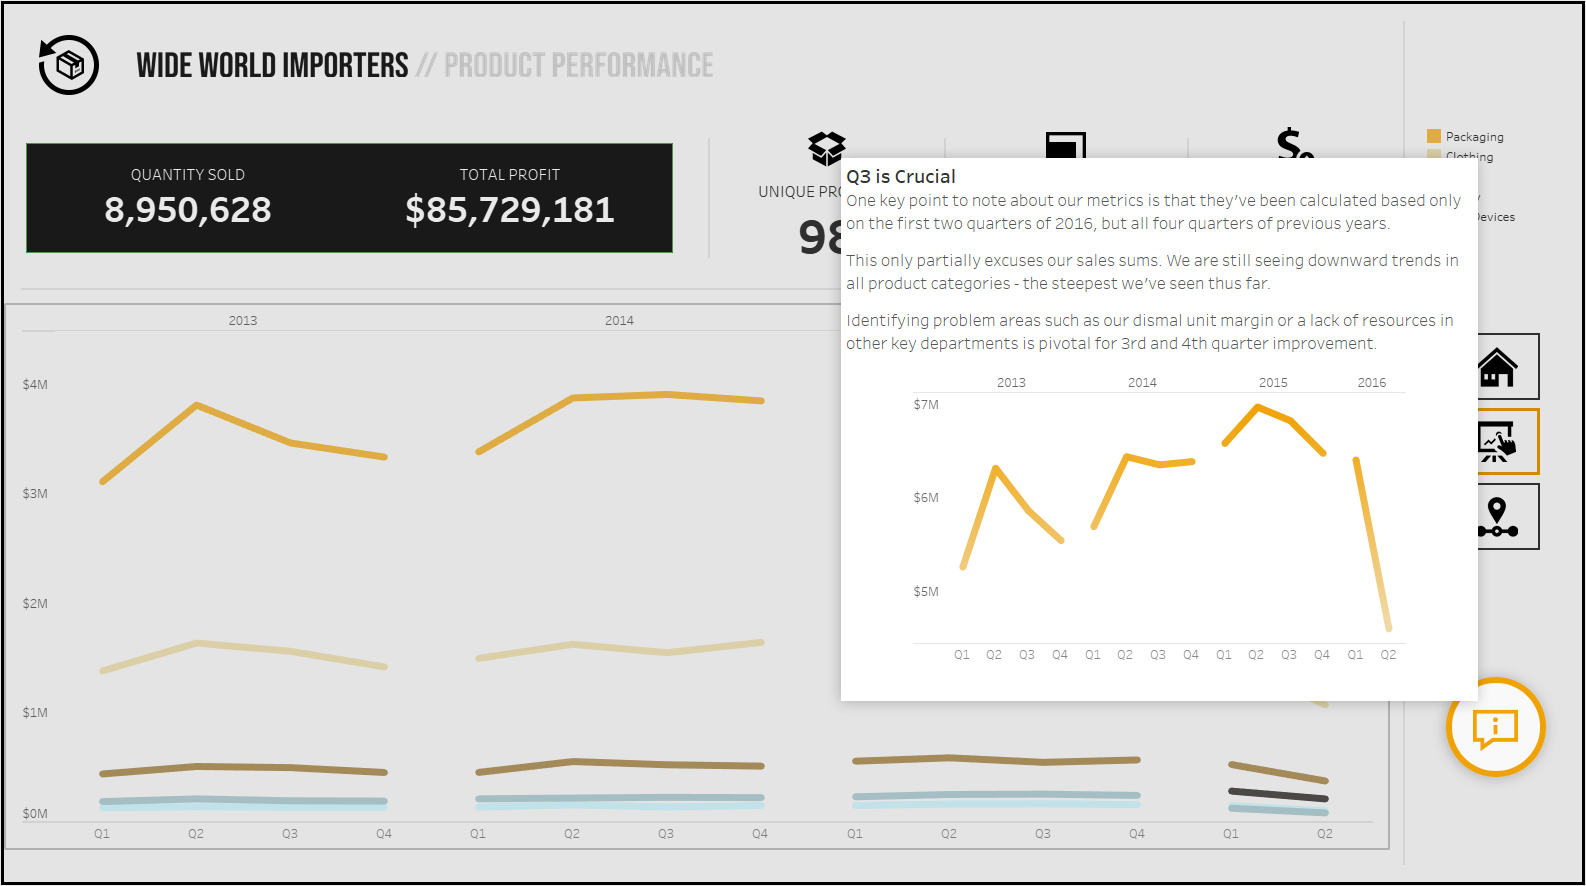 WIDE WORLD IMPORTERS // PRODUCT PERFORMANCE
QUANTITY SOLD
8,950,628
TOTAL PROFIT
$85,729,181
UNIQUE
98
Packaging
Clothing
Devices
Q3 is Crucial
One key point to note about our metrics is that they've been calculated based only
on the first two quarters of 2016, but all four quarters of previous years.
This only partially excuses our sales sums. We are still seeing downward trends in
all product categories - the steepest we've seen thus far.
Identifying problem areas such as our dismal unit margin or a lack of resources in
other key departments is pivotal for 3rd and 4th quarter improvement.
2013 2014 2015 2016
$7M
$6M
$5M
Q1 Q2 Q3 Q4 Q1 Q2 Q3 Q4 Q1 Q2 Q3 Q4 Q1 Q2
2013 2014
$4M
$3M
$2M
$1M
$0M
Q1 Q2 Q3 Q4 Q1 Q2 Q3 Q4 Q1 Q2 Q3 Q4 Q1 Q2